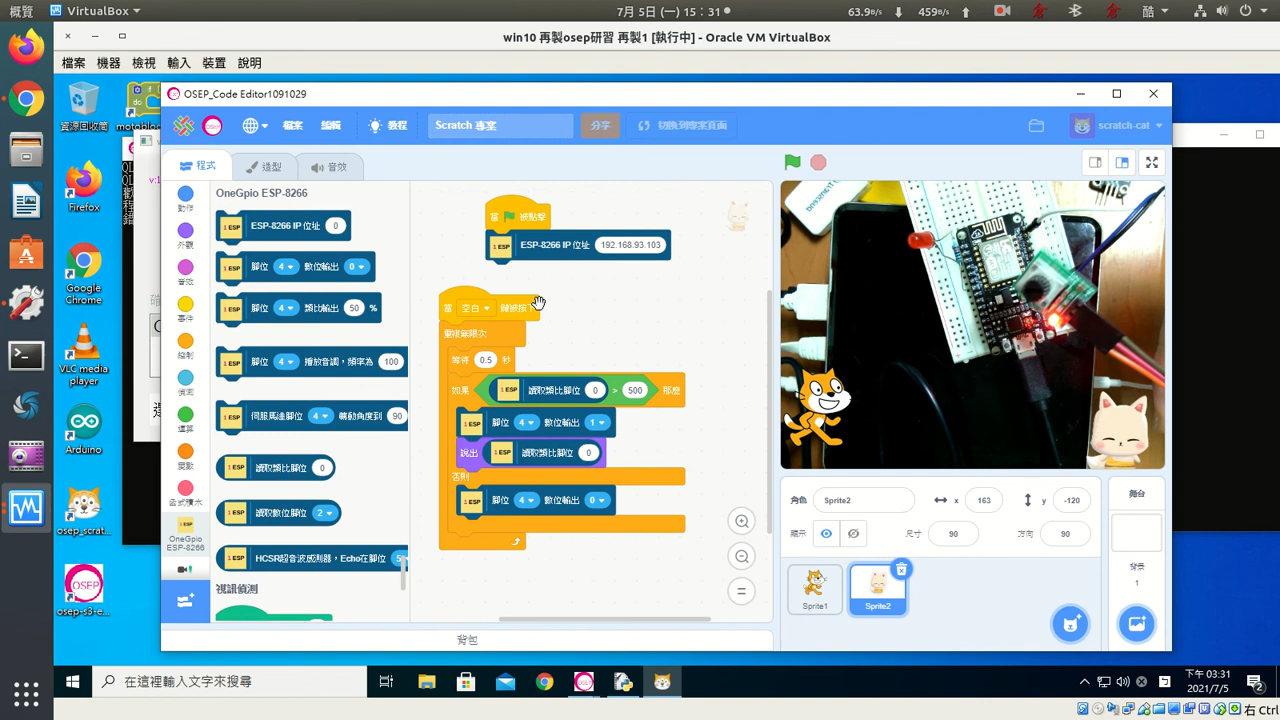 概覽 VirtualBox 7月 5日 (一) 15：31 63.9B/s 459B/s 酷
win10 再製osep研習 再製1 [執行中] - Oracle VM VirtualBox
檔案 機器 檢視 輸入 裝置 說明
OSEP_Code Editor1091029
檔案 編輯 教程 Scratch 專案 分享 切換到專案頁面 scratch-cat
程式 造型 音效
動作
外觀
音效
事件
控制
偵測
運算
變數
函式積木
OneGpio
ESP-8266
OneGpio ESP-8266
ESP-8266 IP 位址 0
腳位 4 數位輸出 0
腳位 4 類比輸出 50 %
腳位 4 播放音調，頻率為 100
伺服馬達腳位 4 轉動角度到 90
讀取類比腳位 0
讀取數位腳位 2
HCSR超音波感測器，Echo在腳位
視訊偵測
當 被點擊
ESP-8266 IP 位址 192.168.93.103
當 空白 鍵被按下
重複無限次
等待 0.5 秒
如果 讀取類比腳位 0 > 500 那麼
腳位 4 數位輸出 1
說出 讀取類比腳位 0
否則
腳位 4 數位輸出 0
背包
角色 Sprite2 x 163 y -120
顯示 尺寸 90 方向 90
Sprite1
Sprite2
舞台
背景
1
資源回收筒
Firefox
Google
Chrome
VLC media
player
Arduino
osep_scrat...
osep-s3-e...
在這裡輸入文字來搜尋
下午 03:31
2021/7/5
2
右 Ctrl